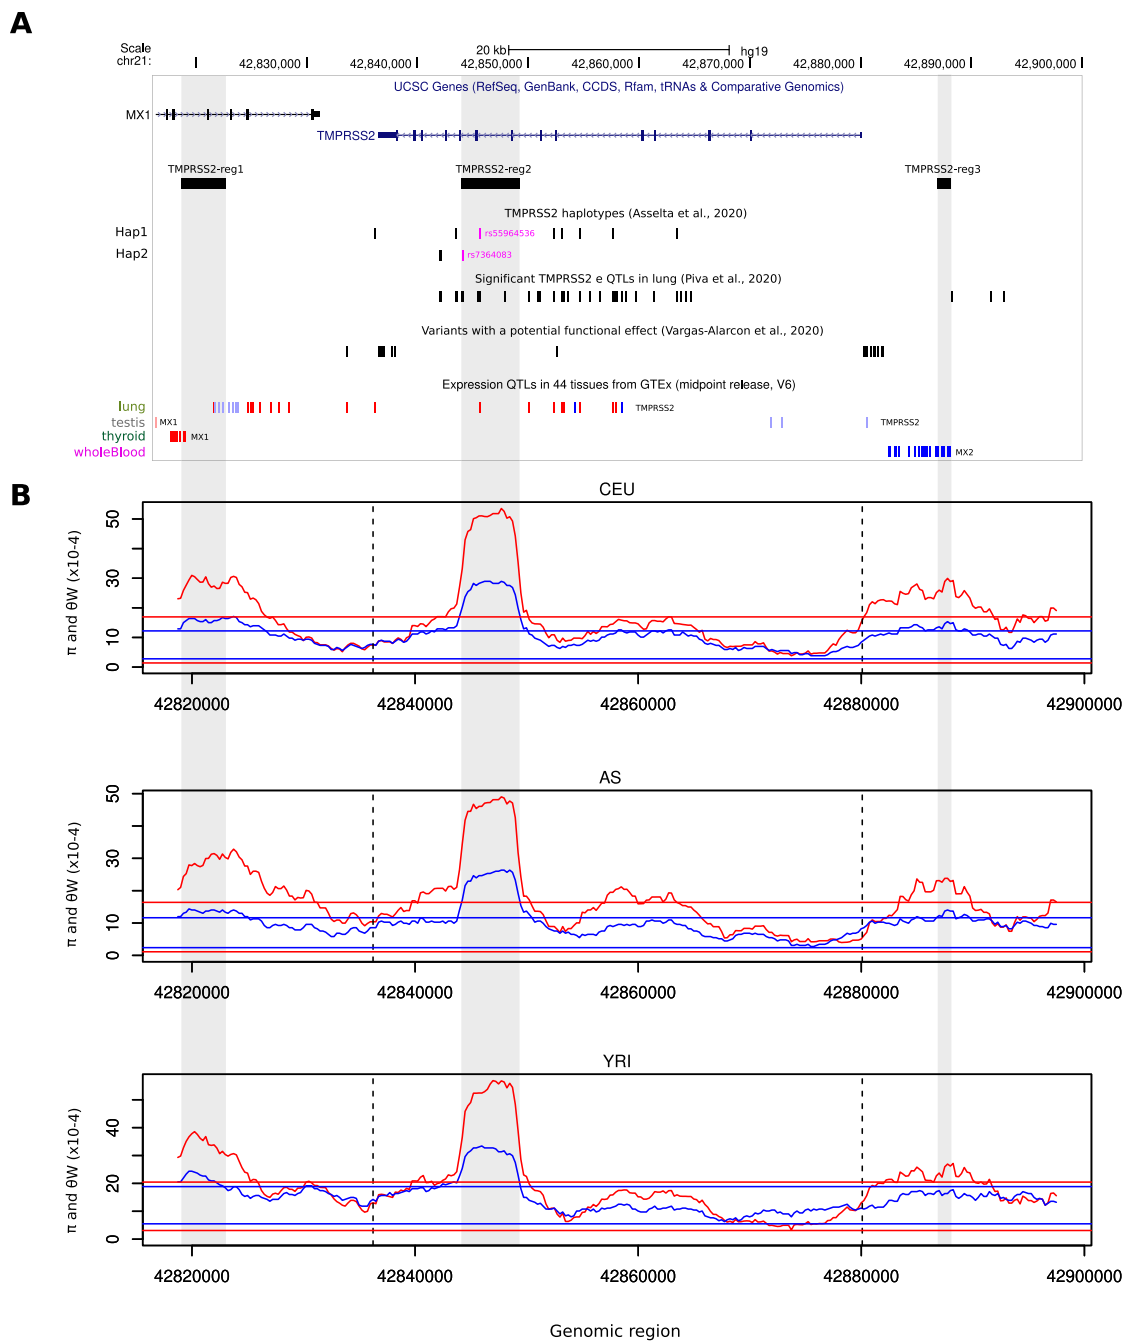 A
Scale
20 kb
hg19
chr21:
42,830,000
42,840,000
42,850,000
42,860,000
42,870,000
42,880,000
42,890,000
42,900,000
UCSC Genes (RefSeq, GenBank, CCDS, Rfam, tRNAs & Comparative Genomics)
MX1
TMPRSS2
TMPRSS2-reg1
TMPRSS2-reg2
TMPRSS2-reg3
TMPRSS2 haplotypes (Asselta et al., 2020)
Hap1
rs55964536
Hap2
rs7364083
Significant TMPRSS2 e QTLs in lung (Piva et al., 2020)
Variants with a potential functional effect (Vargas-Alarcon et al., 2020)
Expression QTLs in 44 tissues from GTEx (midpoint release, V6)
lung
TMPRSS2
testis
MX1
TMPRSS2
thyroid
MX1
wholeBlood
MX2
B
CEU
π and θW (x10-4)
50
30
10
0
42820000
42840000
42860000
42880000
42900000
AS
π and θW (x10-4)
50
30
10
0
42820000
42840000
42860000
42880000
42900000
YRI
π and θW (x10-4)
40
20
0
42820000
42840000
42860000
42880000
42900000
Genomic region